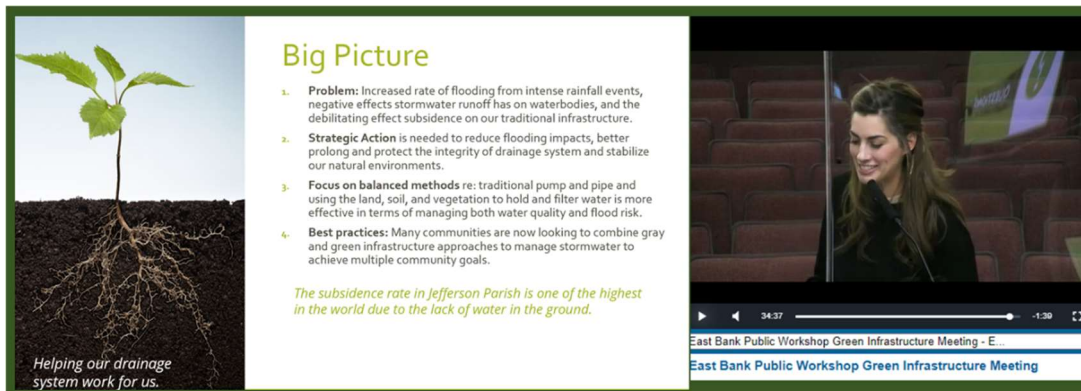 Big Picture
1. Problem: Increased rate of flooding from intense rainfall events,
negative effects stormwater runoff has on waterbodies, and the
debilitating effect subsidence on our traditional infrastructure.
2. Strategic Action is needed to reduce flooding impacts, better
prolong and protect the integrity of drainage system and stabilize
our natural environments.
3. Focus on balanced methods re: traditional pump and pipe and
using the land, soil, and vegetation to hold and filter water is more
effective in terms of managing both water quality and flood risk.
4. Best practices: Many communities are now looking to combine gray
and green infrastructure approaches to manage stormwater to
achieve multiple community goals.
The subsidence rate in Jefferson Parish is one of the highest
in the world due to the lack of water in the ground.
Helping our drainage
system work for us.
34:37
-1:39
East Bank Public Workshop Green Infrastructure Meeting - E...
East Bank Public Workshop Green Infrastructure Meeting